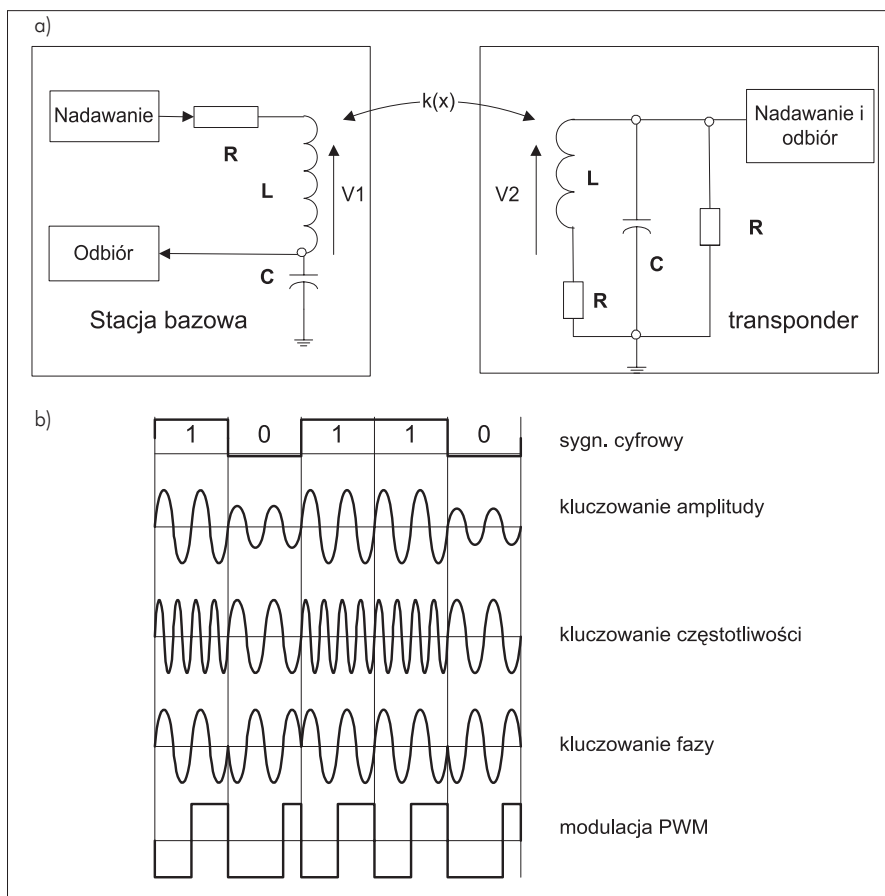 a)
Nadawanie
R
L
V1
Odbiór
C
Stacja bazowa
k(x)
V2
L
R
C
R
Nadawanie i
odbiór
transponder
b)
1 0 1 1 0
sygn. cyfrowy
kluczowanie amplitudy
kluczowanie częstotliwości
kluczowanie fazy
modulacja PWM